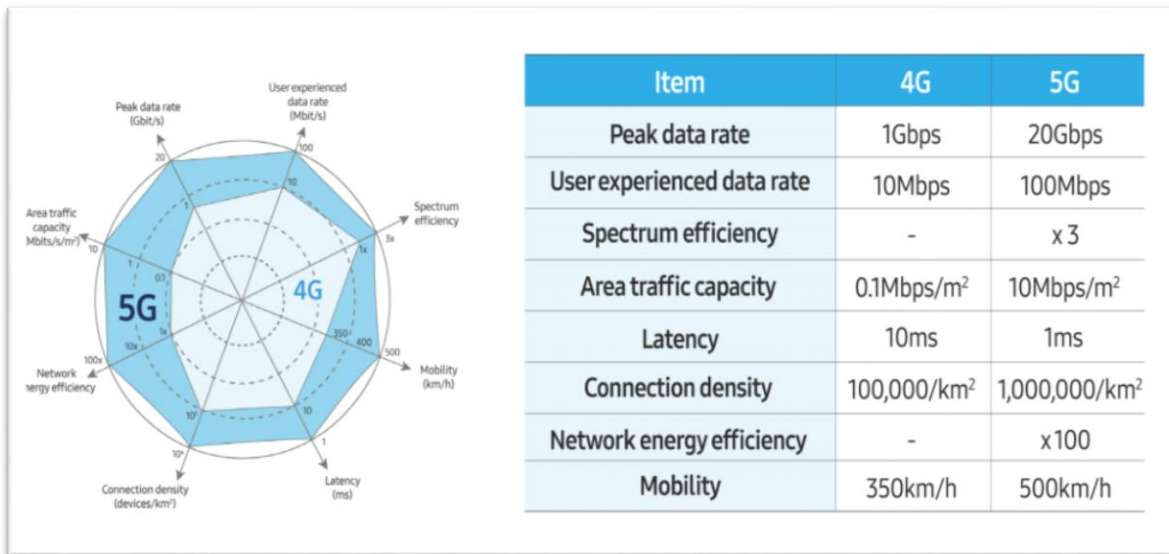 User experienced
data rate
(Mbit/s)
Peak data rate
(Gbit/s)
100
20
10
1
Spectrum
efficiency
3x
1x
Area traffic
capacity
Mbits/s/m²)
10
1
0.1
4G
5G
1x
10x
100x
350
400
500
Mobility
(km/h)
Network
nergy efficiency
10
1
Latency
(ms)
Connection density
(devices/km²)
Item 4G 5G
Peak data rate 1Gbps 20Gbps
User experienced data rate 10Mbps 100Mbps
Spectrum efficiency - x 3
Area traffic capacity 0.1Mbps/m² 10Mbps/m²
Latency 10ms 1ms
Connection density 100,000/km² 1,000,000/km²
Network energy efficiency - x100
Mobility 350km/h 500km/h